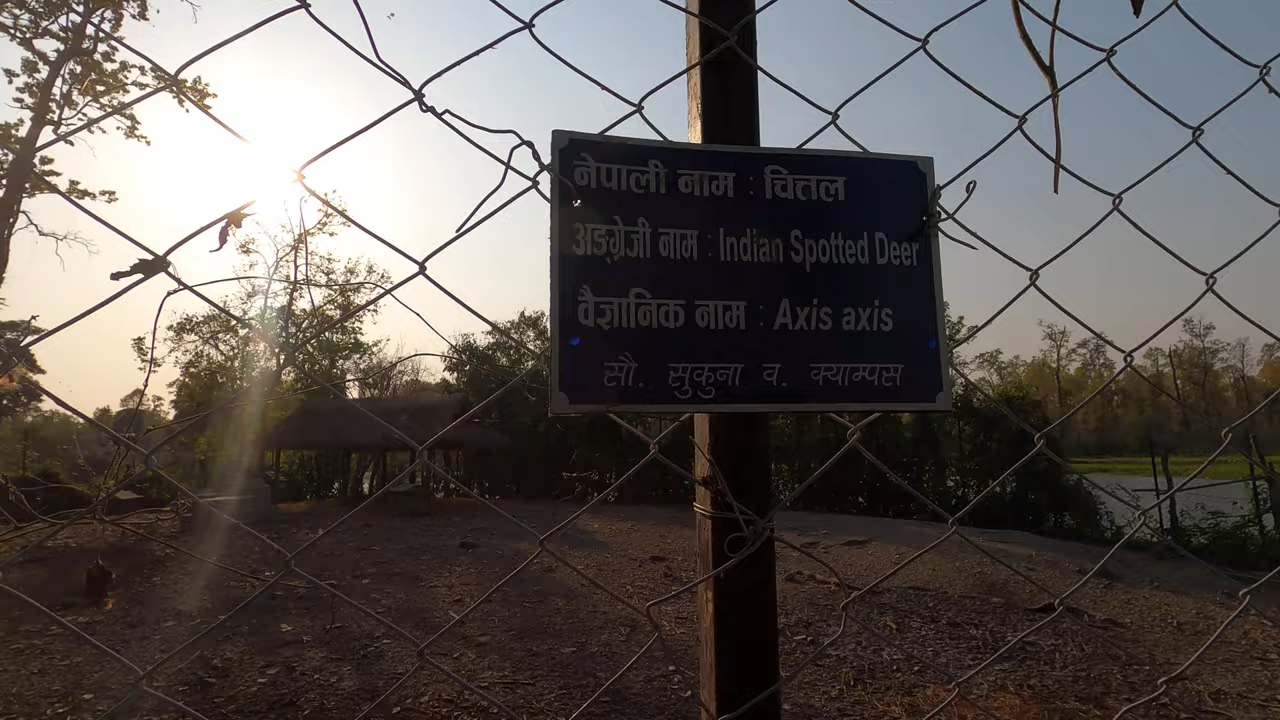 नेपाली नाम : चित्तल
अङ्ग्रेजी नाम : Indian Spotted Deer
वैज्ञानिक नाम : Axis axis
सौ. सुकुना व. क्याम्पस